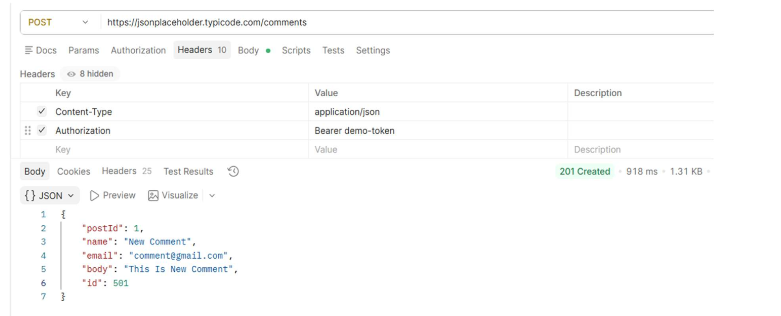 POST https://jsonplaceholder.typicode.com/comments
Docs Params Authorization Headers 10 Body Scripts Tests Settings
Headers 8 hidden
Key Value Description
Content-Type application/json
Authorization Bearer demo-token
Key Value Description
Body Cookies Headers 25 Test Results 201 Created • 918 ms • 1.31 KB •
{} JSON Preview Visualize
1 {
2 "postId": 1,
3 "name": "New Comment",
4 "email": "comment@gmail.com",
5 "body": "This Is New Comment",
6 "id": 501
7 }